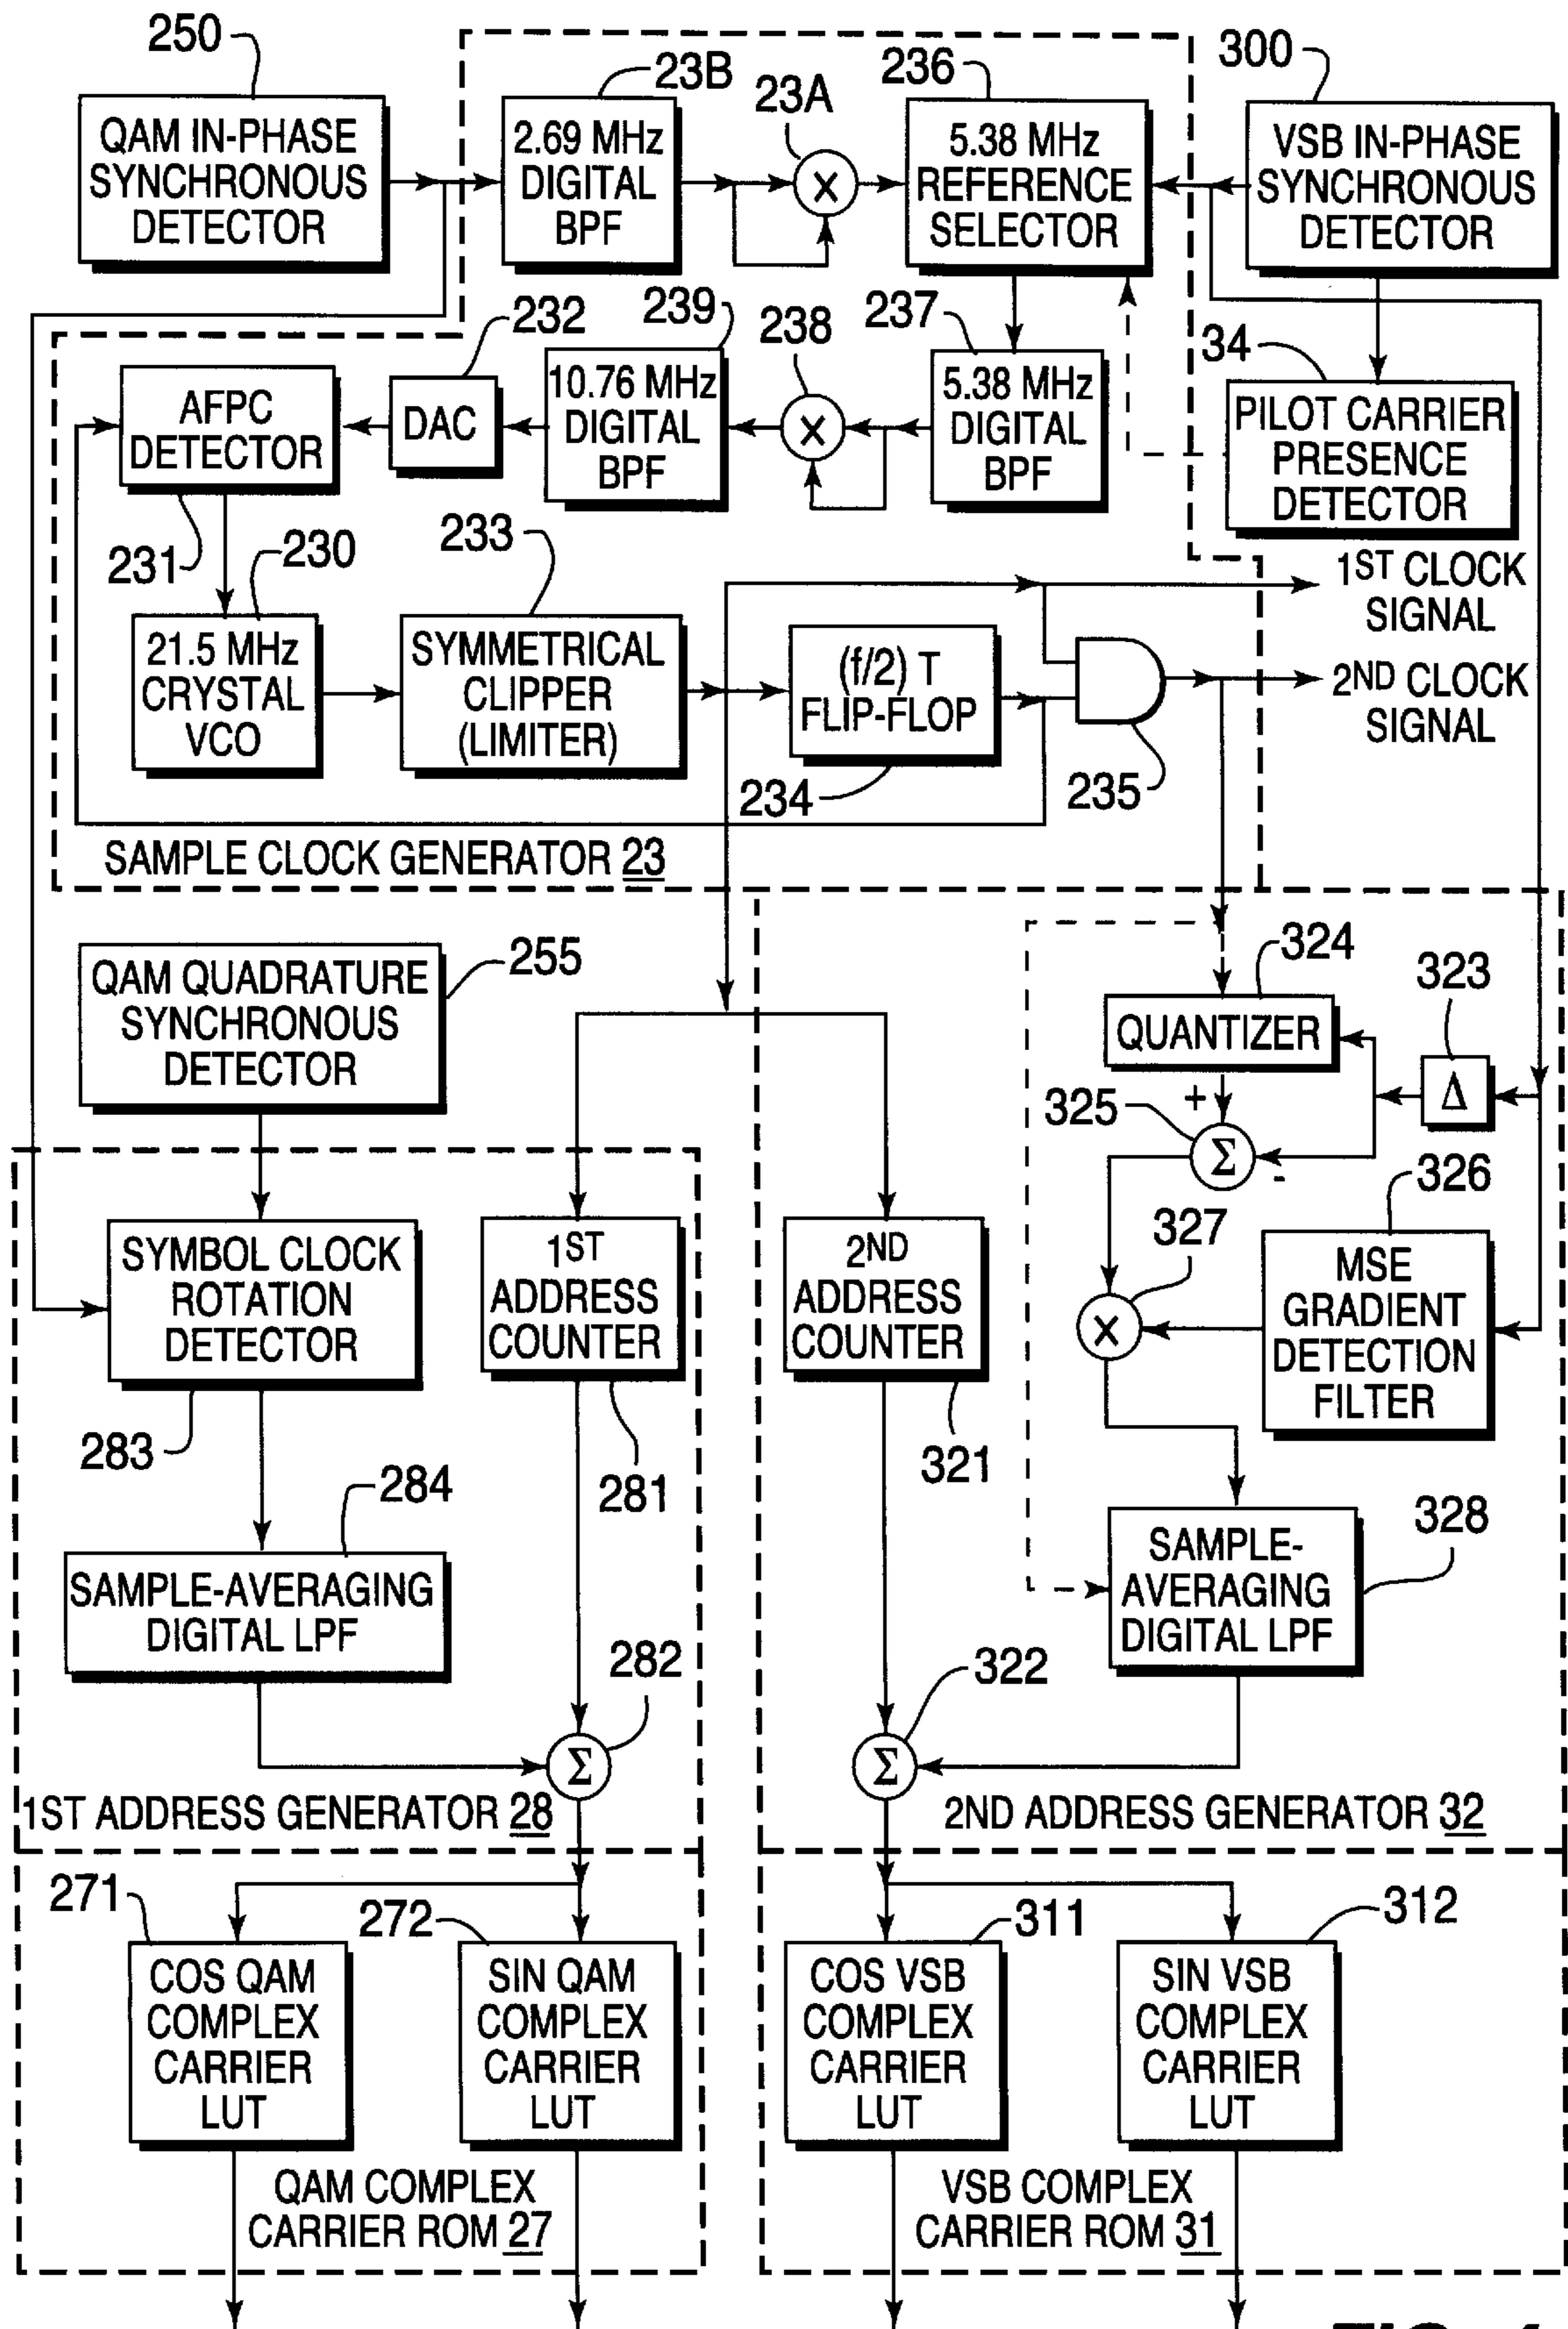 250
23B
23A
236
300
QAM IN-PHASE
SYNCHRONOUS
DETECTOR
2.69 MHz
DIGITAL
BPF
X
5.38 MHz
REFERENCE
SELECTOR
VSB IN-PHASE
SYNCHRONOUS
DETECTOR
232
239
238
237
34
AFPC
DETECTOR
DAC
10.76 MHz
DIGITAL
BPF
X
5.38 MHz
DIGITAL
BPF
PILOT CARRIER
PRESENCE
DETECTOR
231
230
233
1ST CLOCK
SIGNAL
21.5 MHz
CRYSTAL
VCO
SYMMETRICAL
CLIPPER
(LIMITER)
(f/2) T
FLIP-FLOP
2ND CLOCK
SIGNAL
234
235
SAMPLE CLOCK GENERATOR 23
QAM QUADRATURE
SYNCHRONOUS
DETECTOR
255
324
323
QUANTIZER
Δ
325
+
Σ
-
326
SYMBOL CLOCK
ROTATION
DETECTOR
1ST
ADDRESS
COUNTER
2ND
ADDRESS
COUNTER
327
X
MSE
GRADIENT
DETECTION
FILTER
283
281
321
284
328
SAMPLE-AVERAGING
DIGITAL LPF
SAMPLE-
AVERAGING
DIGITAL LPF
282
322
Σ
Σ
1ST ADDRESS GENERATOR 28
2ND ADDRESS GENERATOR 32
271
272
311
312
COS QAM
COMPLEX
CARRIER
LUT
SIN QAM
COMPLEX
CARRIER
LUT
COS VSB
COMPLEX
CARRIER
LUT
SIN VSB
COMPLEX
CARRIER
LUT
QAM COMPLEX
CARRIER ROM 27
VSB COMPLEX
CARRIER ROM 31